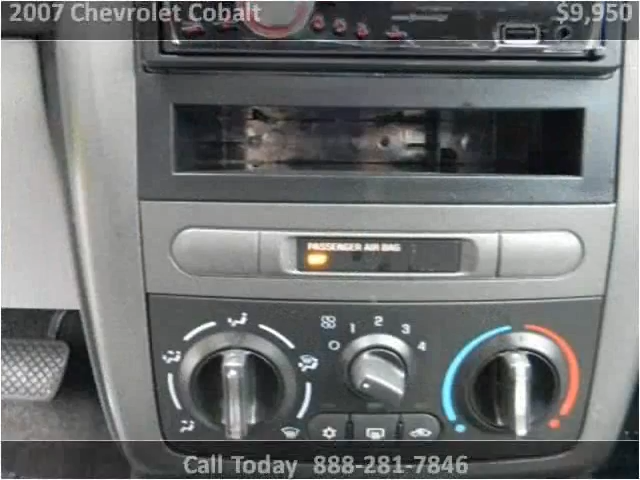 2007 Chevrolet Cobalt $9,950
PASSENGER AIR BAG
1 2 3 4
Call Today 888-281-7846